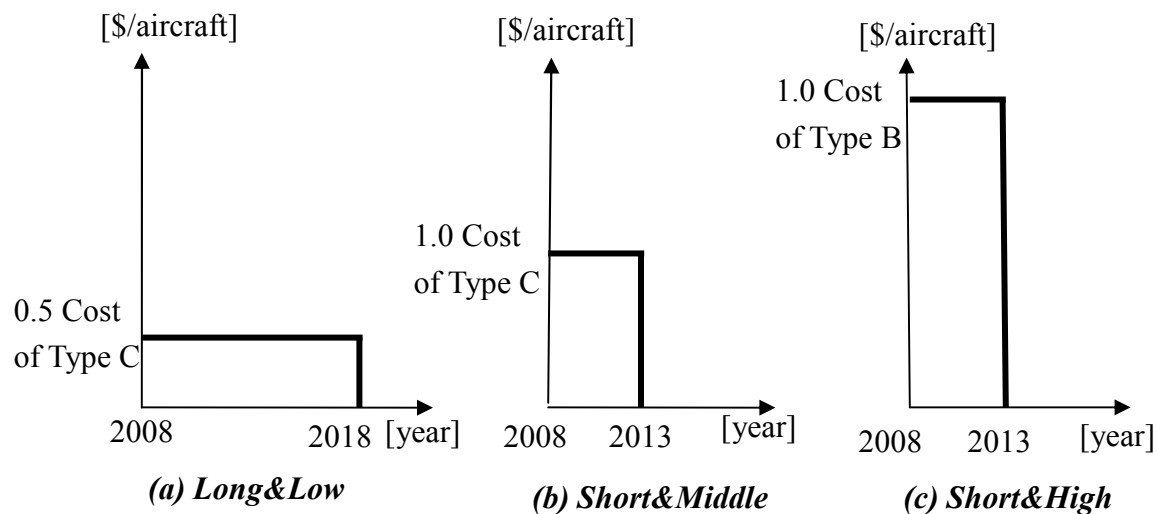 [$/aircraft]
0.5 Cost
of Type C
2008
2018
[year]
(a) Long&Low
[$/aircraft]
1.0 Cost
of Type C
2008
2013
[year]
(b) Short&Middle
[$/aircraft]
1.0 Cost
of Type B
2008
2013
[year]
(c) Short&High